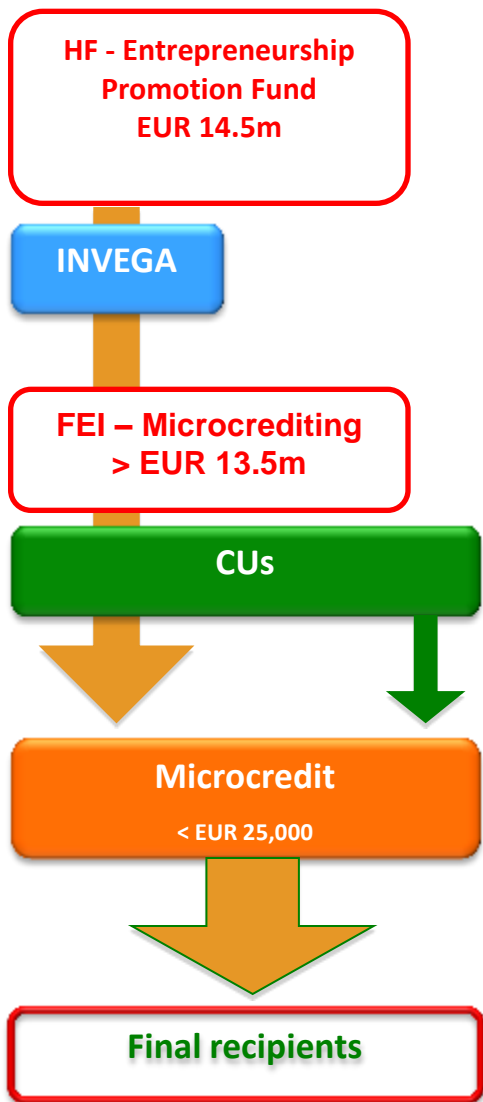 HF - Entrepreneurship
Promotion Fund
EUR 14.5m
INVEGA
FEI – Microcrediting
> EUR 13.5m
CUs
Microcredit
< EUR 25,000
Final recipients